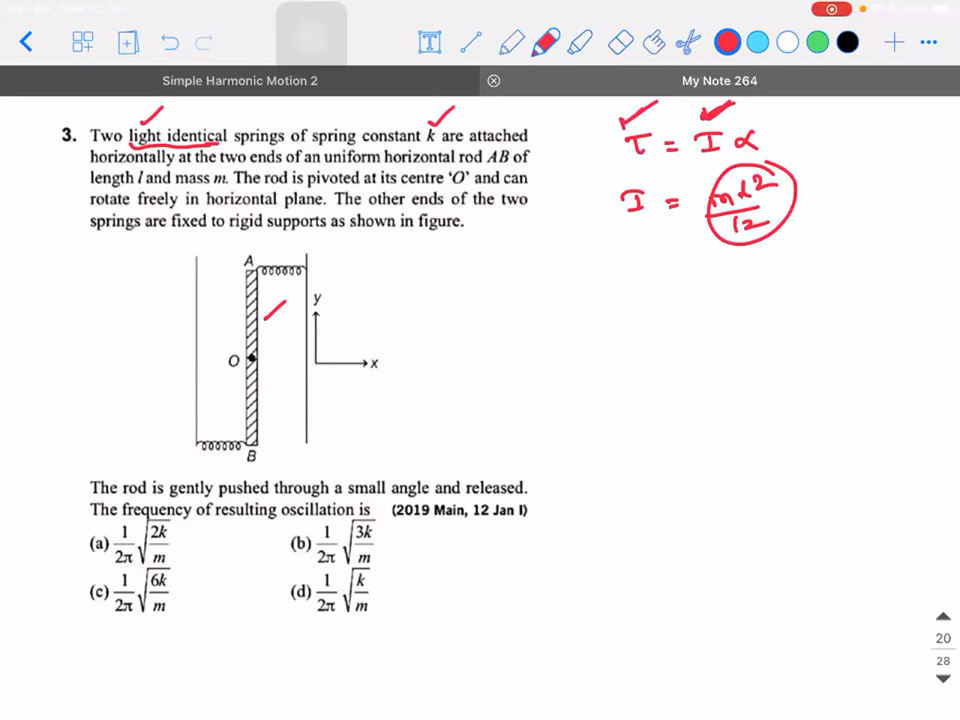 Simple Harmonic Motion 2
My Note 264
3. Two light identical springs of spring constant k are attached
horizontally at the two ends of an uniform horizontal rod AB of
length l and mass m. The rod is pivoted at its centre ‘O’ and can
rotate freely in horizontal plane. The other ends of the two
springs are fixed to rigid supports as shown in figure.
τ = I α
I = ml²/12
A
y
O
x
B
The rod is gently pushed through a small angle and released.
The frequency of resulting oscillation is (2019 Main, 12 Jan I)
(a) 1/2π √2k/m (b) 1/2π √3k/m
(c) 1/2π √6k/m (d) 1/2π √k/m
20
28